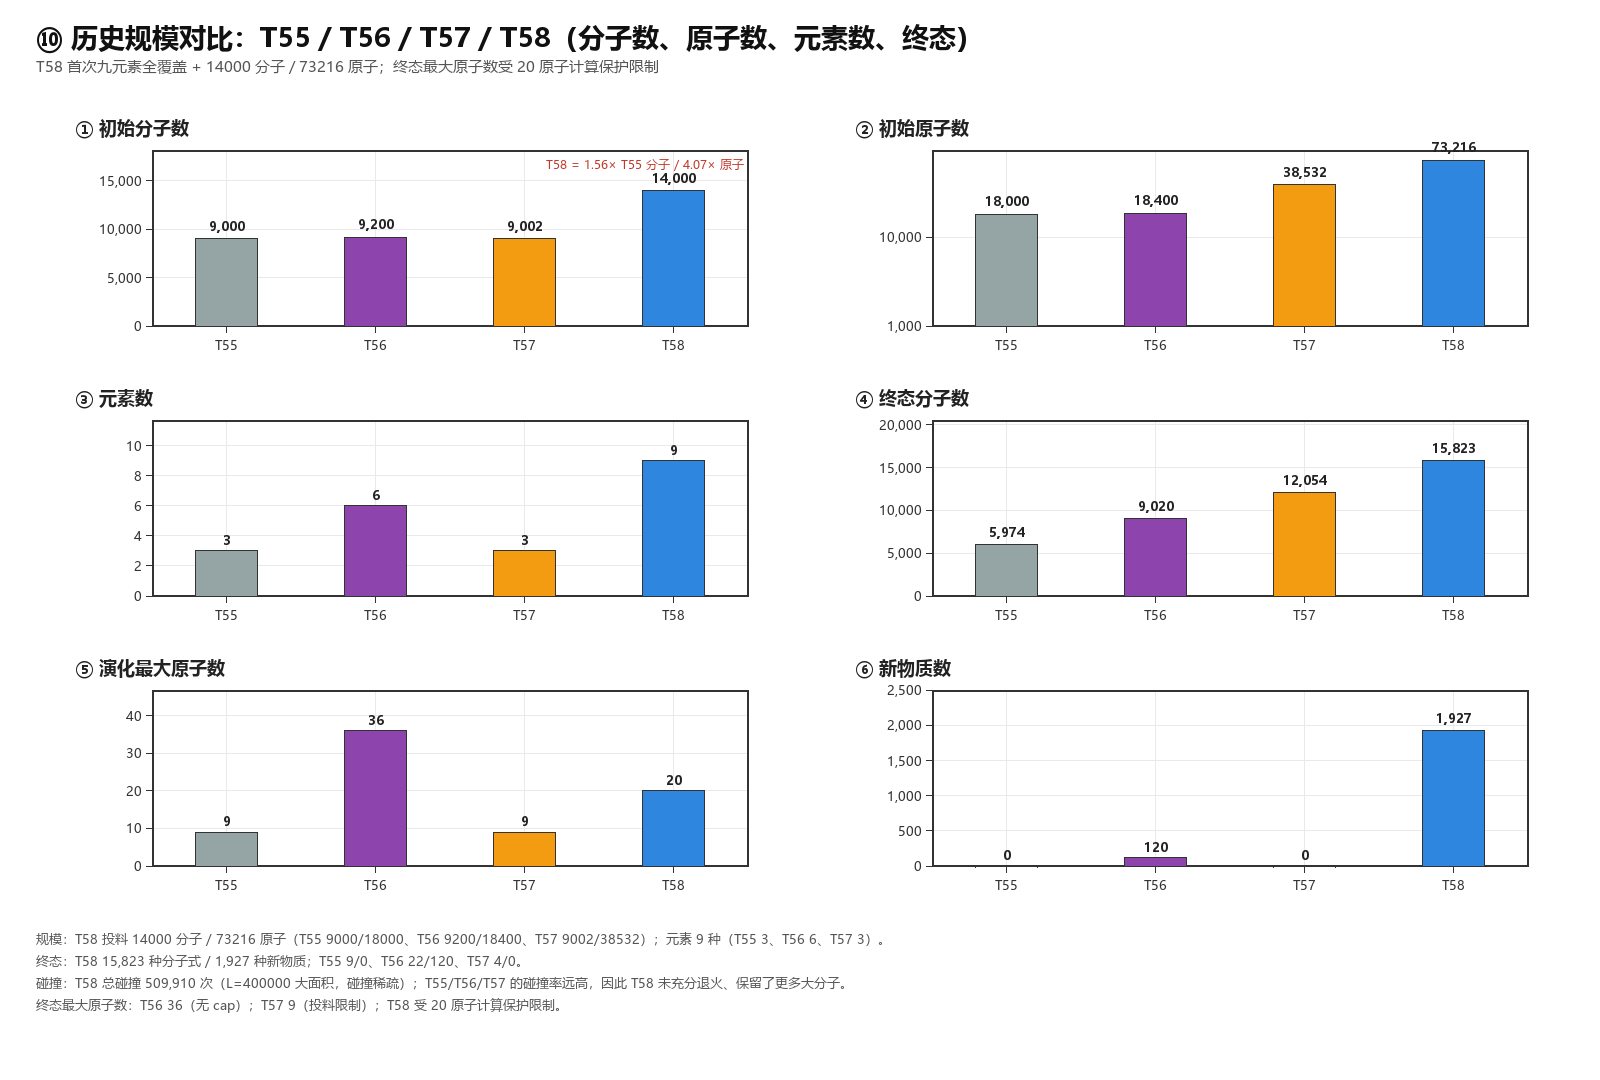 ⑩ 历史规模对比：T55 / T56 / T57 / T58（分子数、原子数、元素数、终态）
T58 首次九元素全覆盖 + 14000 分子 / 73216 原子；终态最大原子数受 20 原子计算保护限制
① 初始分子数
T58 = 1.56× T55 分子 / 4.07× 原子
15,000
10,000
5,000
0
9,000
9,200
9,002
14,000
T55
T56
T57
T58
② 初始原子数
10,000
1,000
18,000
18,400
38,532
73,216
T55
T56
T57
T58
③ 元素数
10
8
6
4
2
0
3
6
3
9
T55
T56
T57
T58
④ 终态分子数
20,000
15,000
10,000
5,000
0
5,974
9,020
12,054
15,823
T55
T56
T57
T58
⑤ 演化最大原子数
40
30
20
10
0
9
36
9
20
T55
T56
T57
T58
⑥ 新物质数
2,500
2,000
1,500
1,000
500
0
0
120
0
1,927
T55
T56
T57
T58
规模：T58 投料 14000 分子 / 73216 原子（T55 9000/18000、T56 9200/18400、T57 9002/38532）；元素 9 种（T55 3、T56 6、T57 3）。
终态：T58 15,823 种分子式 / 1,927 种新物质；T55 9/0、T56 22/120、T57 4/0。
碰撞：T58 总碰撞 509,910 次（L=400000 大面积，碰撞稀疏）；T55/T56/T57 的碰撞率远高，因此 T58 未充分退火、保留了更多大分子。
终态最大原子数：T56 36（无 cap）；T57 9（投料限制）；T58 受 20 原子计算保护限制。